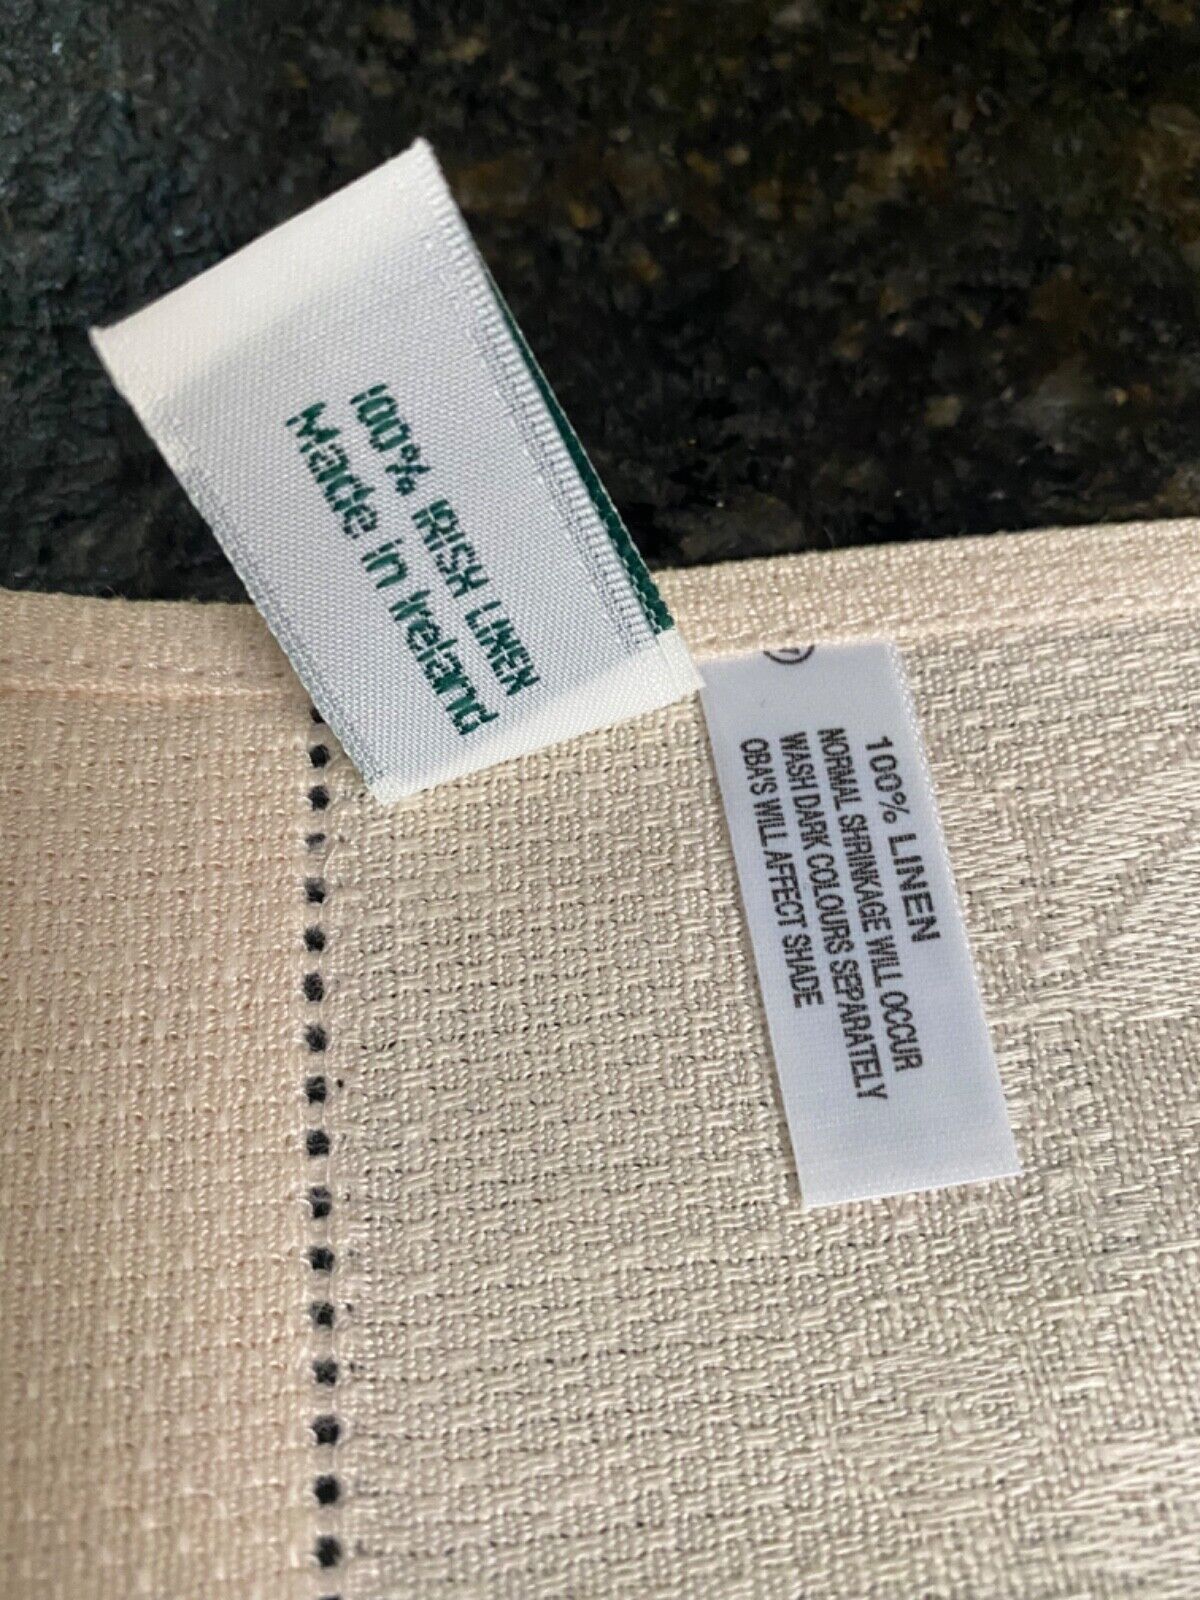 100% IRISH LINEN
Made in Ireland
100% LINEN
NORMAL SHRINKAGE WILL OCCUR
WASH DARK COLOURS SEPARATELY
OBA'S WILL AFFECT SHADE